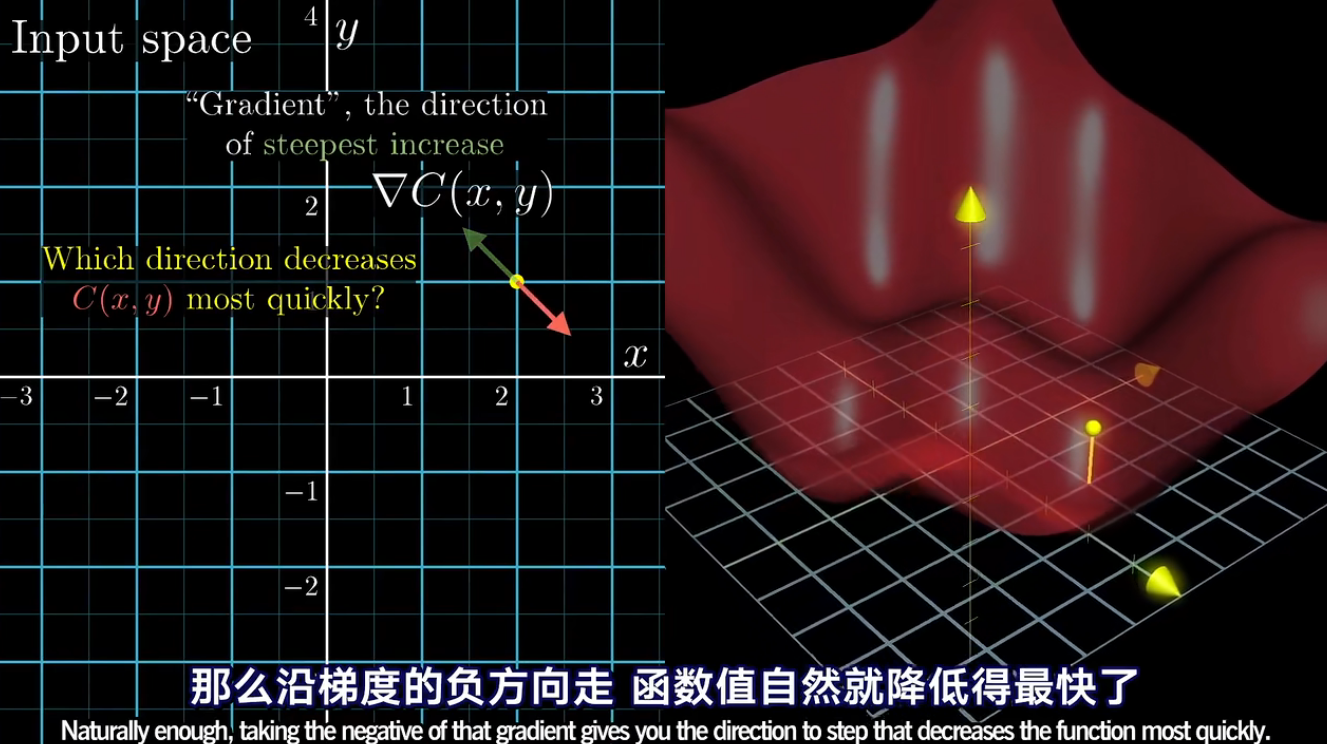 Input space
4
y
“Gradient”, the direction
of steepest increase
∇C(x, y)
2
Which direction decreases
C(x, y) most quickly?
1
x
−3 −2 −1 1 2 3
−1
−2
那么沿梯度的负方向走 函数值自然就降低得最快了
Naturally enough, taking the negative of that gradient gives you the direction to step that decreases the function most quickly.